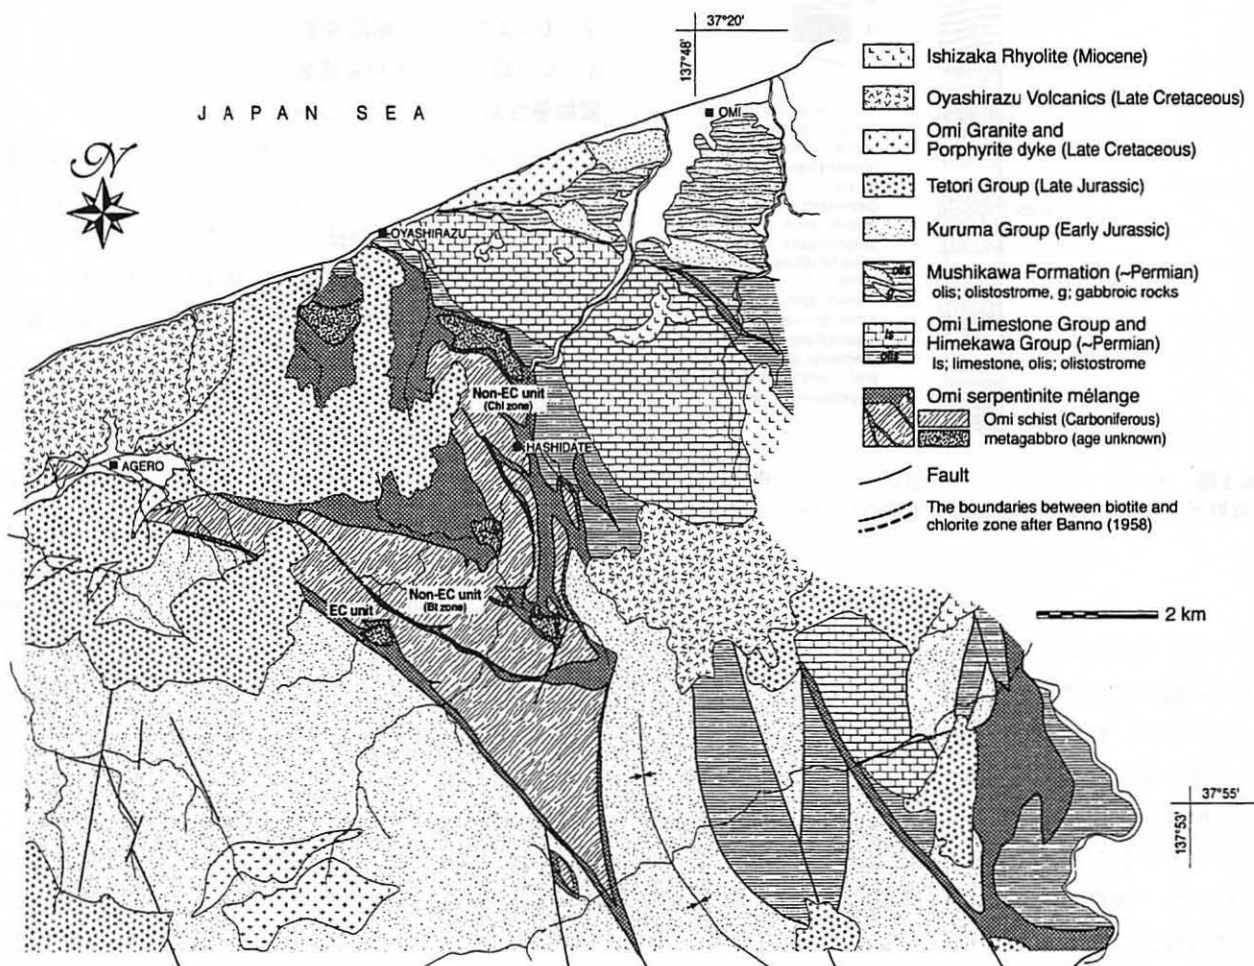 37°20'
137°48'
JAPAN SEA
N
OMI
OYASHIRAZU
Non-EC unit
(Chl zone)
HASHIDATE
AGERO
Non-EC unit
(Bt zone)
EC unit
Ishizaka Rhyolite (Miocene)
Oyashirazu Volcanics (Late Cretaceous)
Omi Granite and
Porphyrite dyke (Late Cretaceous)
Tetori Group (Late Jurassic)
Kuruma Group (Early Jurassic)
olis
g
Mushikawa Formation (~Permian)
olis; olistostrome, g; gabbroic rocks
ls
olis
Omi Limestone Group and
Himekawa Group (~Permian)
ls; limestone, olis; olistostrome
Omi serpentinite mélange
Omi schist (Carboniferous)
metagabbro (age unknown)
Fault
The boundaries between biotite and
chlorite zone after Banno (1958)
2 km
37°55'
137°53'